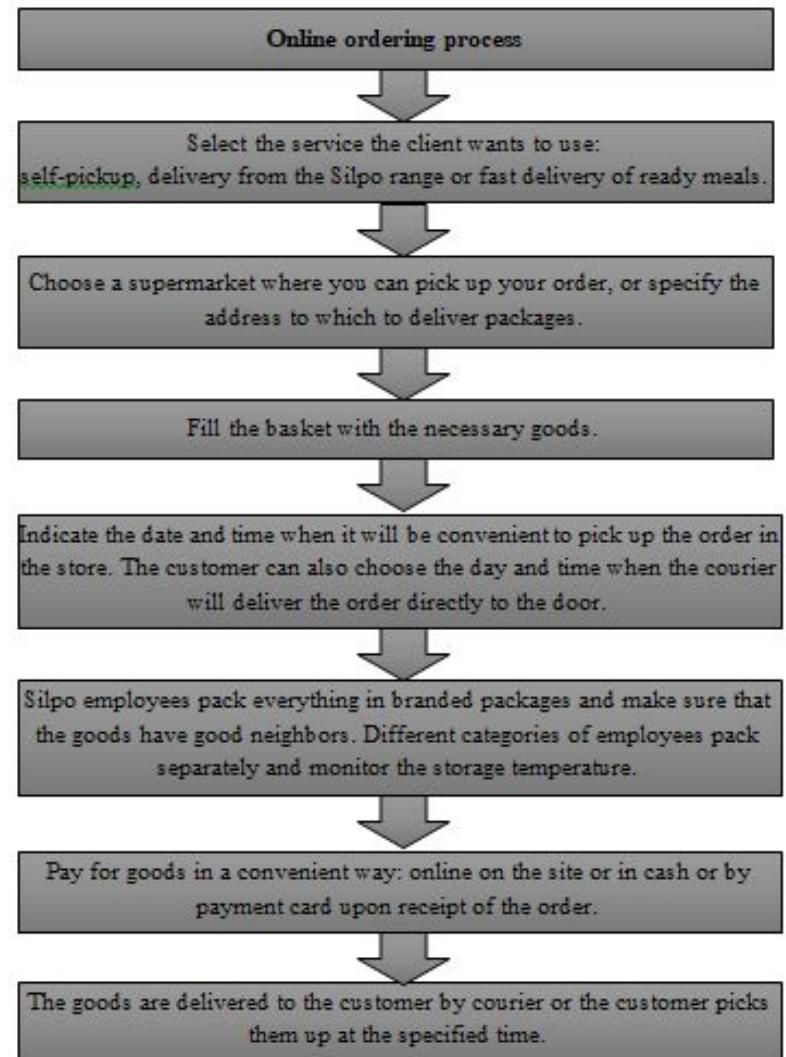 Online ordering process
Select the service the client wants to use:
self-pickup, delivery from the Silpo range or fast delivery of ready meals.
Choose a supermarket where you can pick up your order, or specify the
address to which to deliver packages.
Fill the basket with the necessary goods.
Indicate the date and time when it will be convenient to pick up the order in
the store. The customer can also choose the day and time when the courier
will deliver the order directly to the door.
Silpo employees pack everything in branded packages and make sure that
the goods have good neighbors. Different categories of employees pack
separately and monitor the storage temperature.
Pay for goods in a convenient way: online on the site or in cash or by
payment card upon receipt of the order.
The goods are delivered to the customer by courier or the customer picks
them up at the specified time.